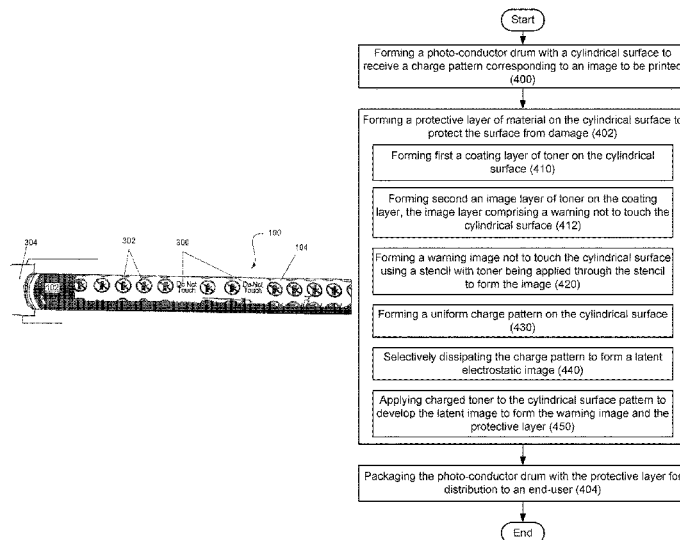 Start
Forming a photo-conductor drum with a cylindrical surface to
receive a charge pattern corresponding to an image to be printed
(400)
Forming a protective layer of material on the cylindrical surface to
protect the surface from damage (402)
Forming first a coating layer of toner on the cylindrical
surface (410)
Forming second an image layer of toner on the coating
layer, the image layer comprising a warning not to touch the
cylindrical surface (412)
Forming a warning image not to touch the cylindrical surface
using a stencil with toner being applied through the stencil
to form the image (420)
Forming a uniform charge pattern on the cylindrical surface
(430)
Selectively dissipating the charge pattern to form a latent
electrostatic image (440)
Applying charged toner to the cylindrical surface pattern to
develop the latent image to form the warning image and the
protective layer (450)
Packaging the photo-conductor drum with the protective layer for
distribution to an end-user (404)
End
304
302
300
100
104
102
Do Not
Touch
Do Not
Touch